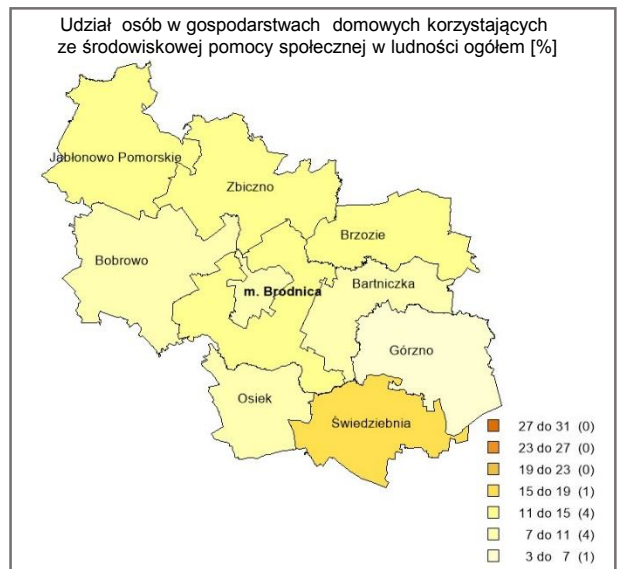 Udział osób w gospodarstwach domowych korzystających
ze środowiskowej pomocy społecznej w ludności ogółem [%]
Jabłonowo Pomorskie
Zbiczno
Brzozie
Bobrowo
m. Brodnica
Bartniczka
Górzno
Osiek
Świedziebnia
27 do 31 (0)
23 do 27 (0)
19 do 23 (0)
15 do 19 (1)
11 do 15 (4)
7 do 11 (4)
3 do 7 (1)